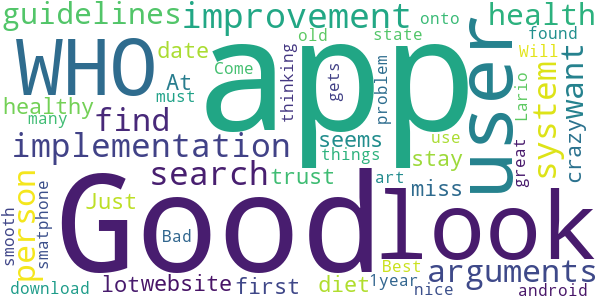 guidelines improvement health
onto
old state found
WHO app user
date Come thinking gets problem Will system crazy Want
At
healthy must
many find
Lario
implementation seems use
things stay great
person search trust art miss
smooth smatphone Just
Good look
Bad
Best arguments
download lot website first diet 1year nice android